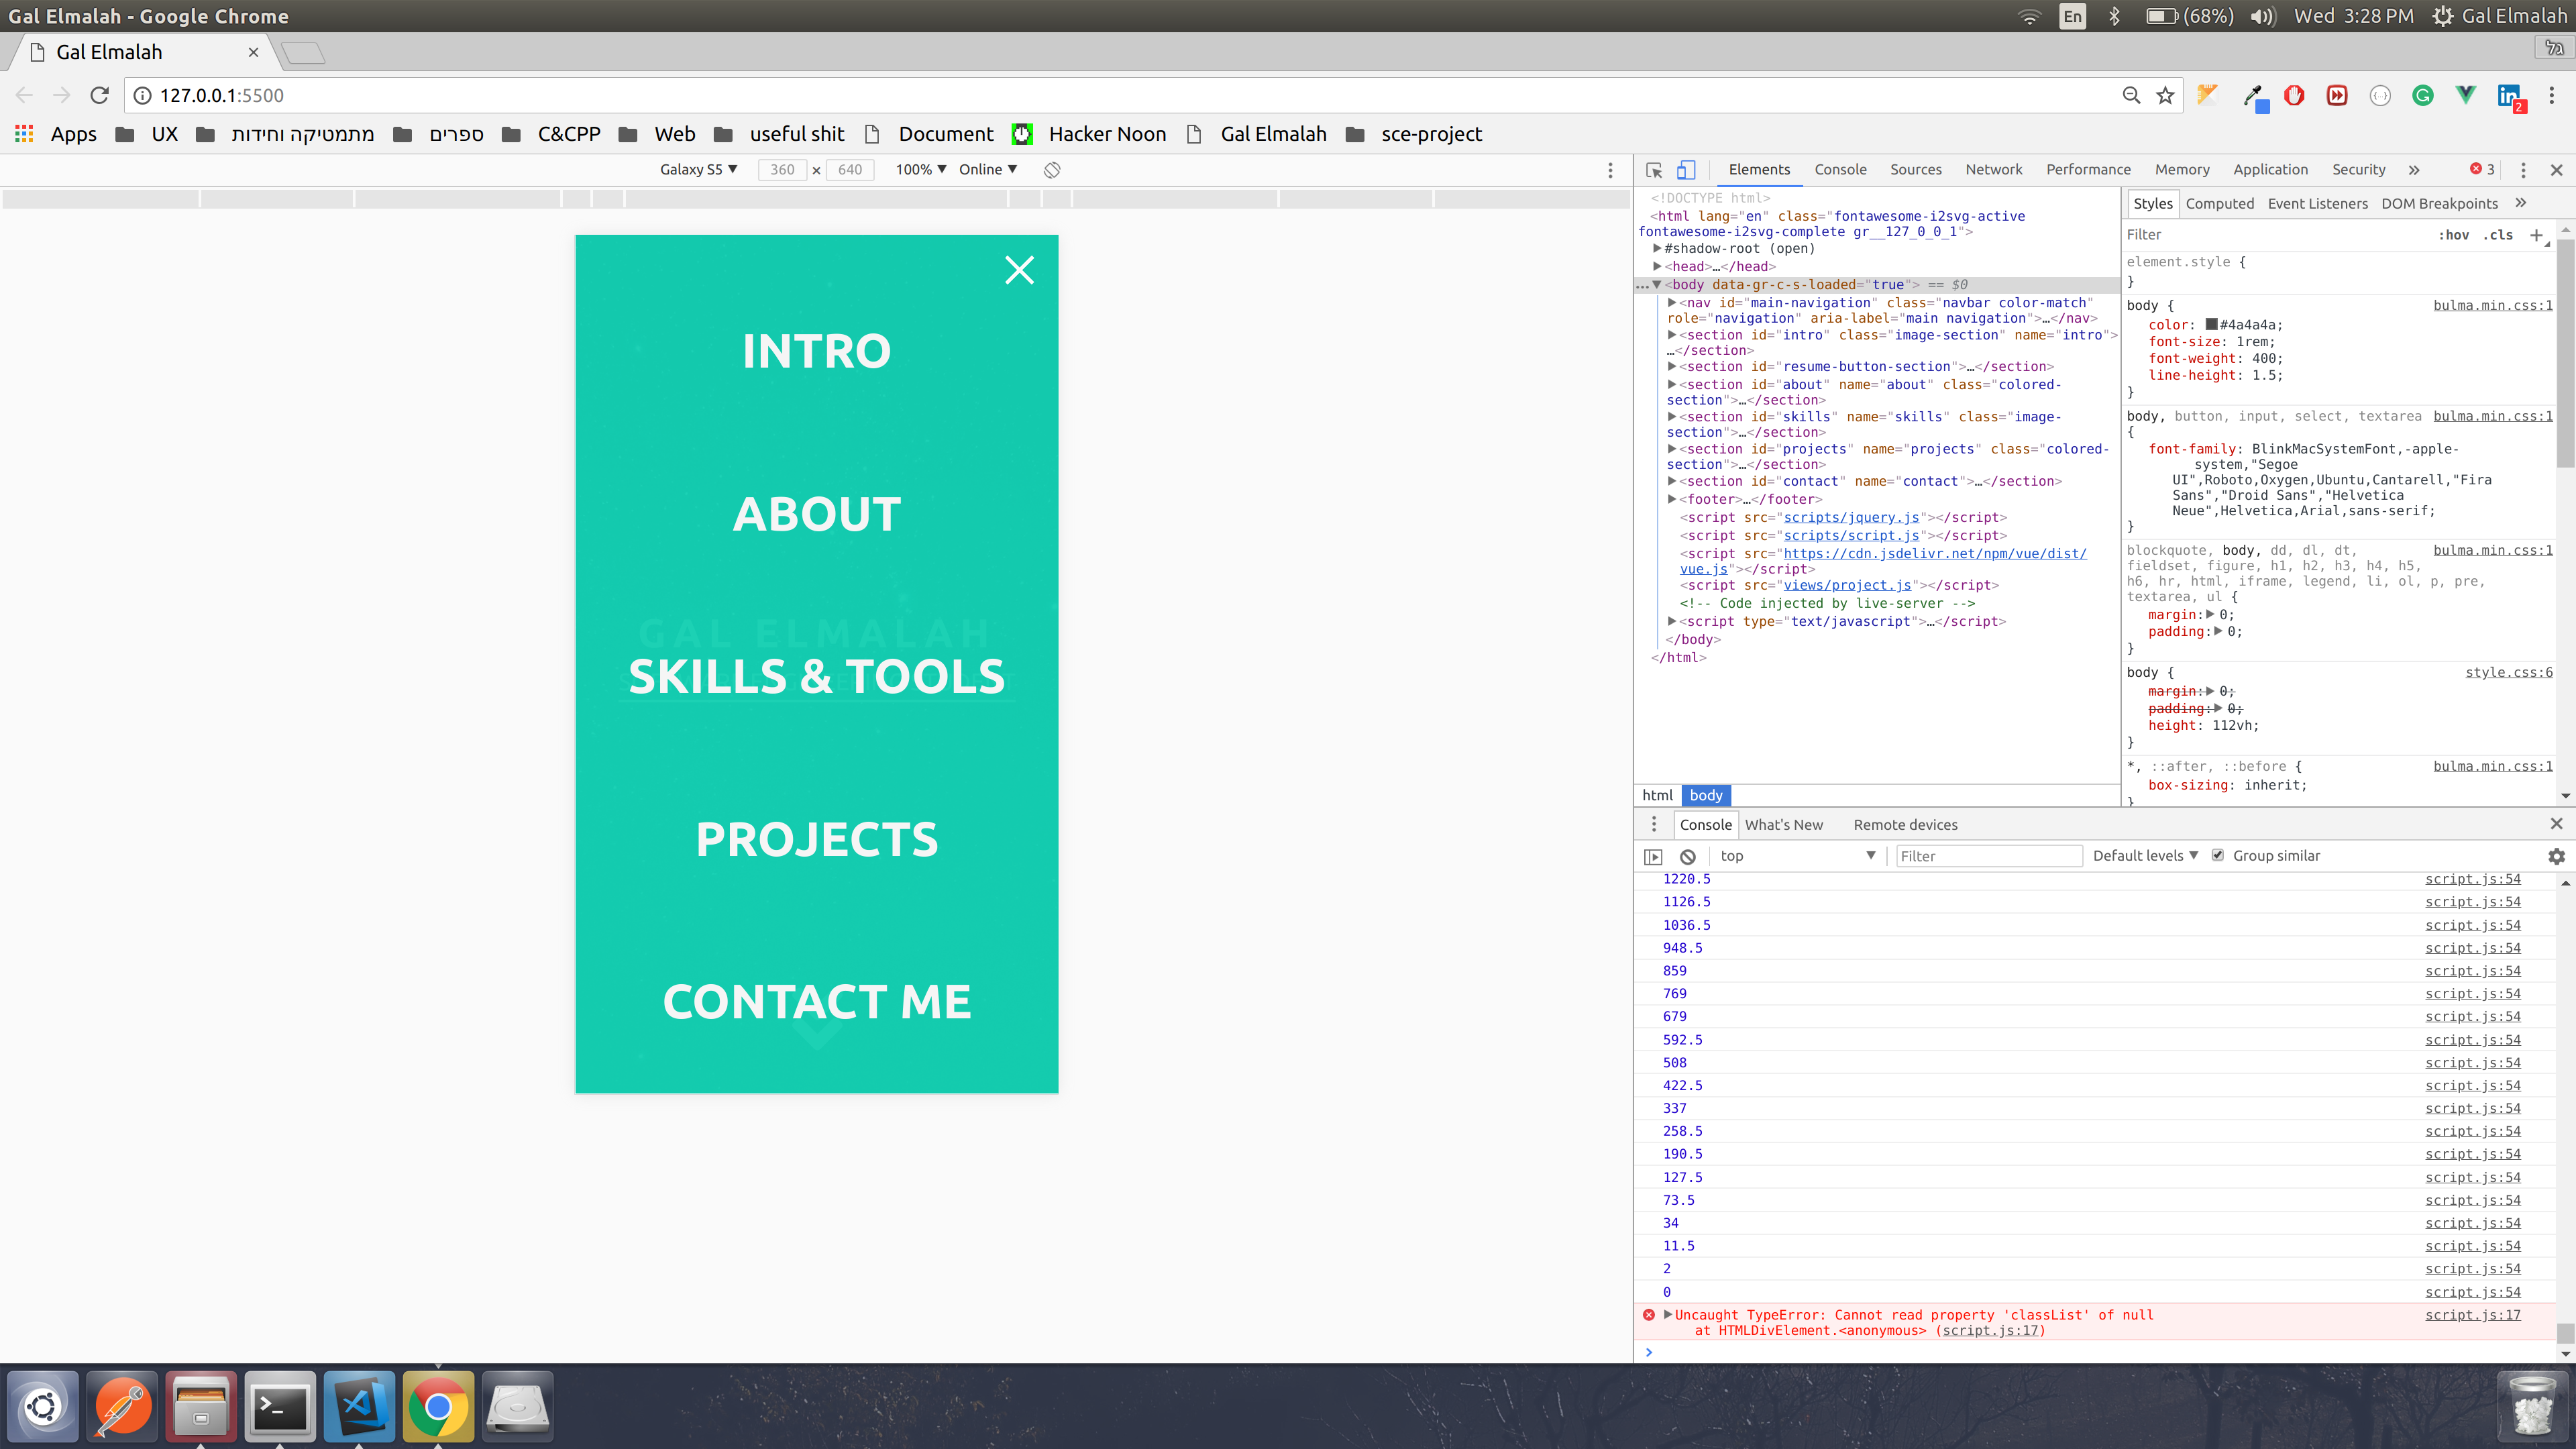 Gal Elmalah - Google Chrome
En (68%) Wed 3:28 PM Gal Elmalah
Gal Elmalah
גל
127.0.0.1:5500
2
Apps UX מתמטיקה וחידות ספרים C&CPP Web useful shit Document Hacker Noon Gal Elmalah sce-project
Galaxy S5 360 x 640 100% Online
INTRO
ABOUT
GAL ELMALAH
SKILLS & TOOLS
PROJECTS
CONTACT ME
Elements Console Sources Network Performance Memory Application Security » 3
<!DOCTYPE html>
<html lang="en" class="fontawesome-i2svg-active
fontawesome-i2svg-complete gr__127_0_0_1">
#shadow-root (open)
<head>…</head>
…<body data-gr-c-s-loaded="true"> == $0
<nav id="main-navigation" class="navbar color-match"
role="navigation" aria-label="main navigation">…</nav>
<section id="intro" class="image-section" name="intro">
…</section>
<section id="resume-button-section">…</section>
<section id="about" name="about" class="colored-
section">…</section>
<section id="skills" name="skills" class="image-
section">…</section>
<section id="projects" name="projects" class="colored-
section">…</section>
<section id="contact" name="contact">…</section>
<footer>…</footer>
<script src="scripts/jquery.js"></script>
<script src="scripts/script.js"></script>
<script src="https://cdn.jsdelivr.net/npm/vue/dist/
vue.js"></script>
<script src="views/project.js"></script>
<!-- Code injected by live-server -->
<script type="text/javascript">…</script>
</body>
</html>
html body
Styles Computed Event Listeners DOM Breakpoints »
Filter :hov .cls +
element.style {
}
body { bulma.min.css:1
color: #4a4a4a;
font-size: 1rem;
font-weight: 400;
line-height: 1.5;
}
body, button, input, select, textarea bulma.min.css:1
{
font-family: BlinkMacSystemFont,-apple-
system,"Segoe
UI",Roboto,Oxygen,Ubuntu,Cantarell,"Fira
Sans","Droid Sans","Helvetica
Neue",Helvetica,Arial,sans-serif;
}
blockquote, body, dd, dl, dt, bulma.min.css:1
fieldset, figure, h1, h2, h3, h4, h5,
h6, hr, html, iframe, legend, li, ol, p, pre,
textarea, ul {
margin: 0;
padding: 0;
}
body { style.css:6
margin: 0;
padding: 0;
height: 112vh;
}
*, ::after, ::before { bulma.min.css:1
box-sizing: inherit;
}
Console What's New Remote devices
top Filter Default levels Group similar
1220.5 script.js:54
1126.5 script.js:54
1036.5 script.js:54
948.5 script.js:54
859 script.js:54
769 script.js:54
679 script.js:54
592.5 script.js:54
508 script.js:54
422.5 script.js:54
337 script.js:54
258.5 script.js:54
190.5 script.js:54
127.5 script.js:54
73.5 script.js:54
34 script.js:54
11.5 script.js:54
2 script.js:54
0 script.js:54
Uncaught TypeError: Cannot read property 'classList' of null script.js:17
at HTMLDivElement.<anonymous> (script.js:17)
>